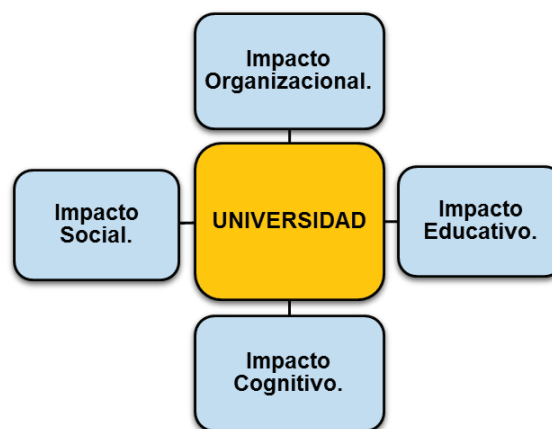 Impacto
Organizacional.
Impacto
Social.
UNIVERSIDAD
Impacto
Educativo.
Impacto
Cognitivo.